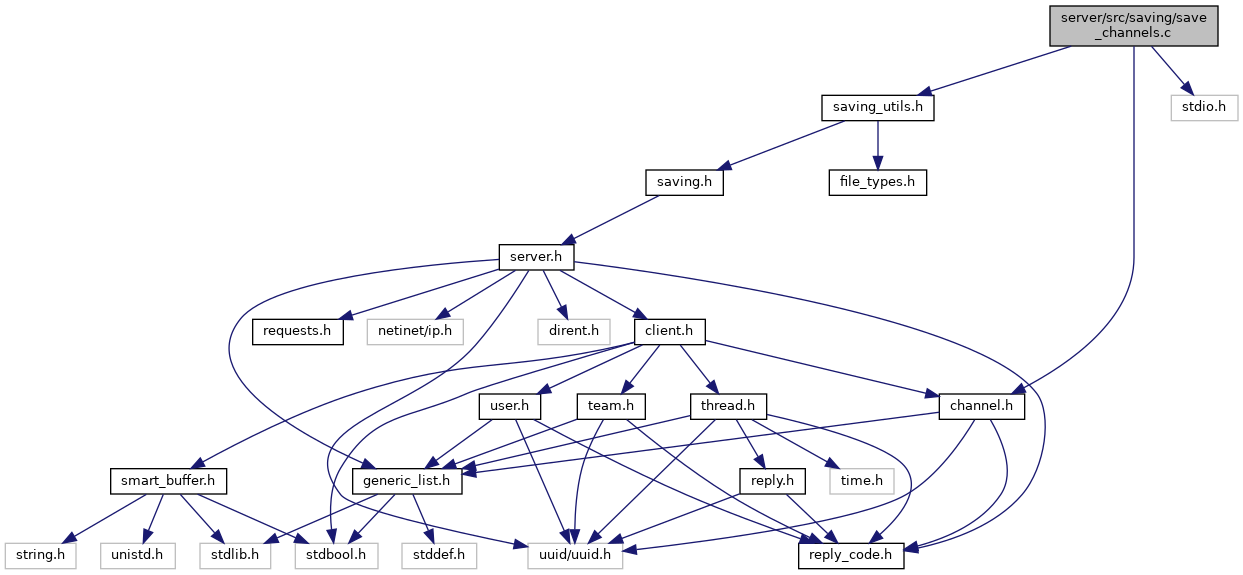 server/src/saving/save
_channels.c
saving_utils.h
stdio.h
saving.h
file_types.h
server.h
requests.h
netinet/ip.h
dirent.h
client.h
user.h
team.h
thread.h
channel.h
smart_buffer.h
generic_list.h
reply.h
time.h
string.h
unistd.h
stdlib.h
stdbool.h
stddef.h
uuid/uuid.h
reply_code.h